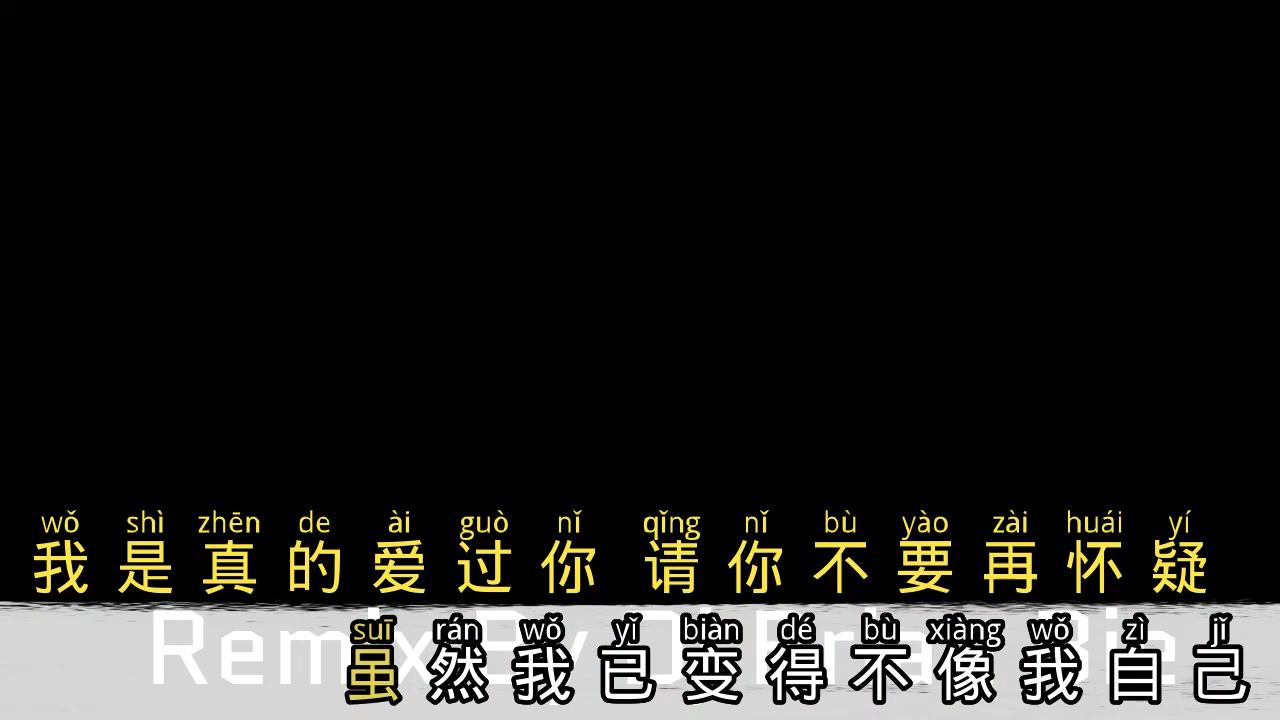 wǒ shì zhēn de ài guò nǐ qǐng nǐ bù yào zài huái yí
我是真的爱过你 请你不要再怀疑
suī rán wǒ yǐ biàn dé bù xiàng wǒ zì jǐ
虽然我已变得不像我自己
Remix By